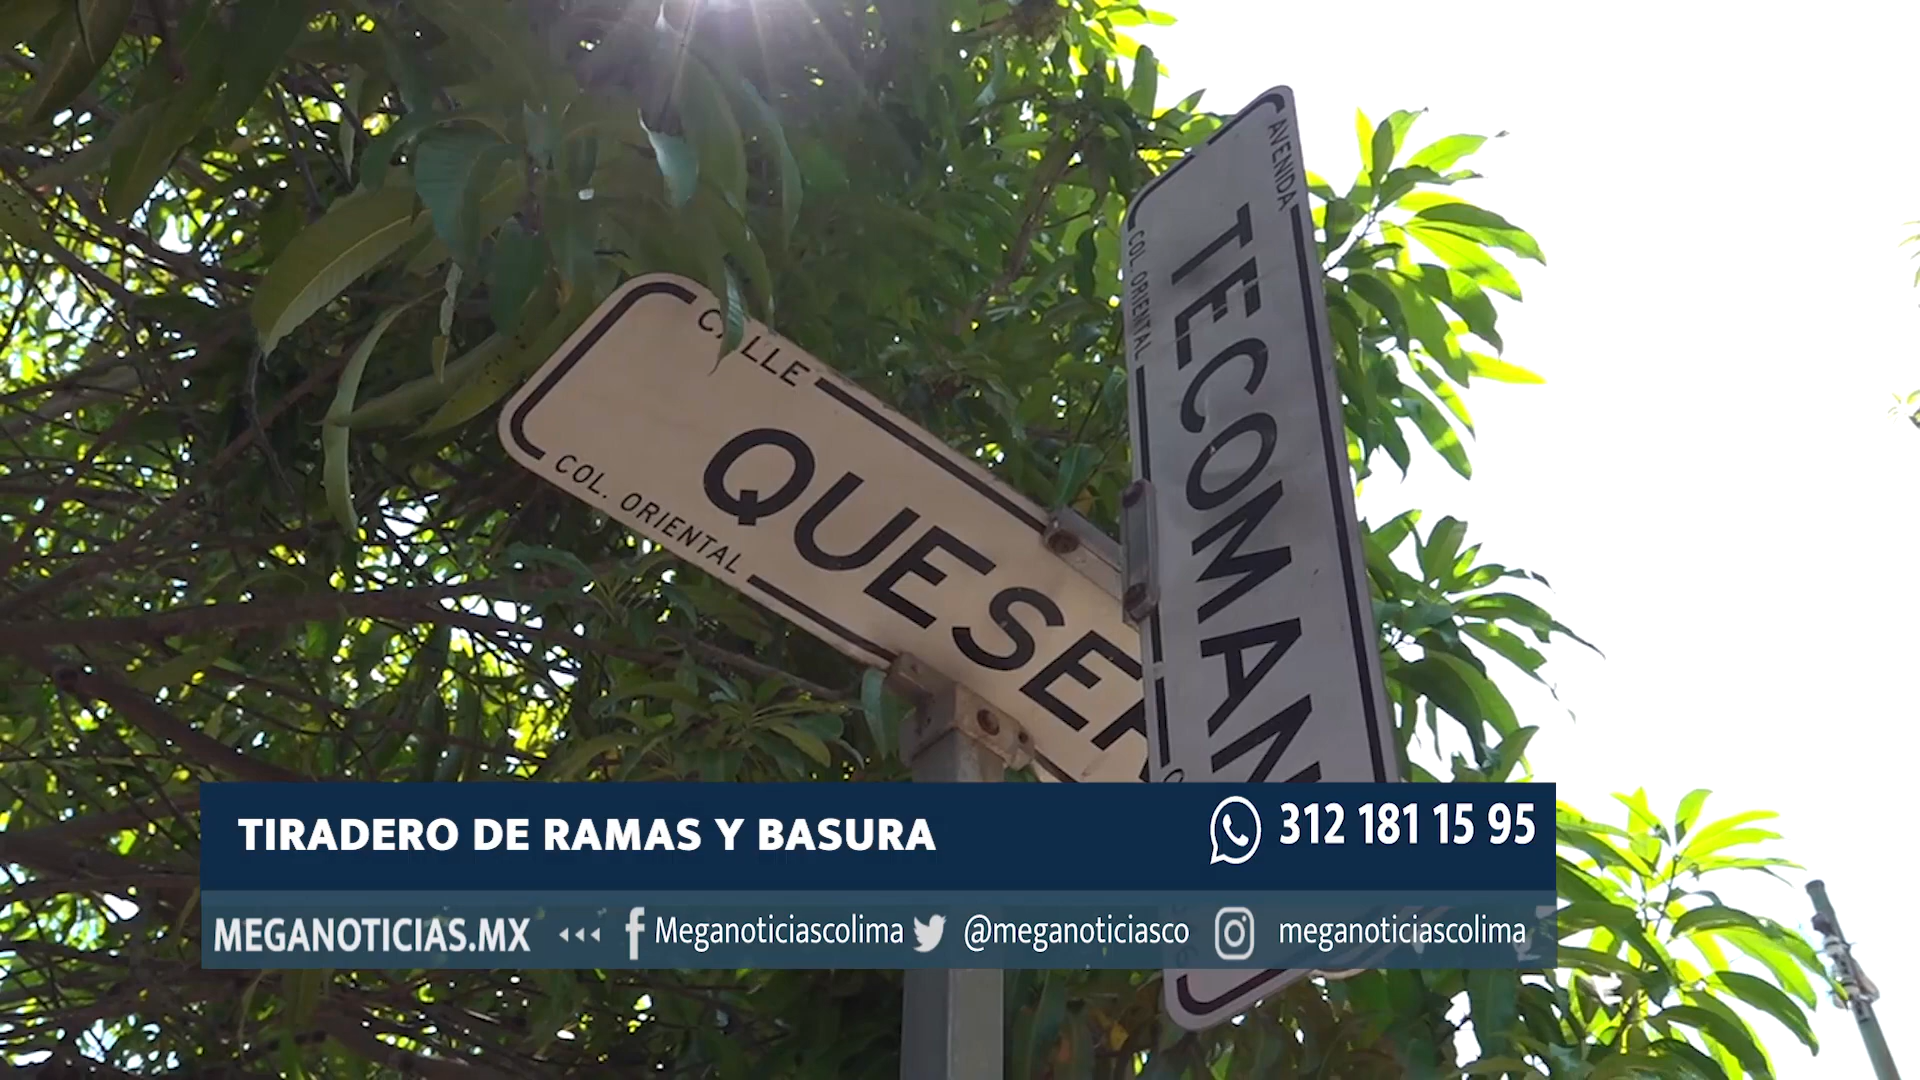 CALLE
QUESER
COL. ORIENTAL
AVENIDA
TECOMAN
COL. ORIENTAL
TIRADERO DE RAMAS Y BASURA
312 181 15 95
MEGANOTICIAS.MX
Meganoticiascolima
@meganoticiasco
meganoticiascolima